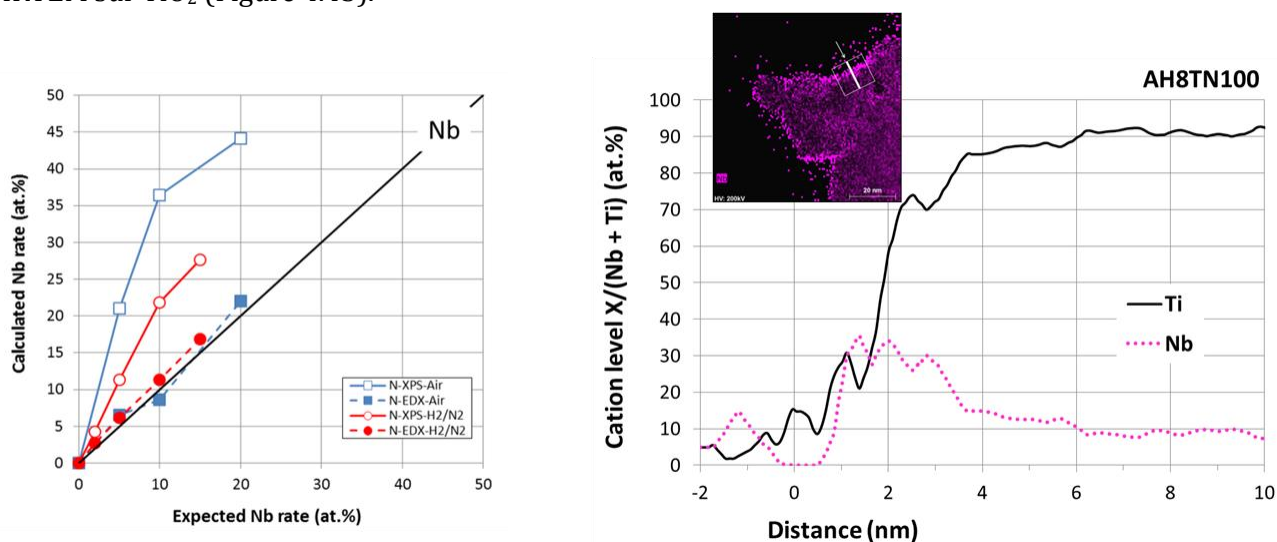 TiO₂ (Figure
50
45
40
35
30
25
20
15
10
5
0
0
10
20
30
40
50
Calculated Nb rate (at.%)
Expected Nb rate (at.%)
Nb
N-XPS-Air
N-EDX-Air
N-XPS-H2/N2
N-EDX-H2/N2
AH8TN100
100
90
80
70
60
50
40
30
20
10
0
-2
0
2
4
6
8
10
Cation level X/(Nb + Ti) (at.%)
Distance (nm)
Ti
Nb
HV: 200kV
20 nm